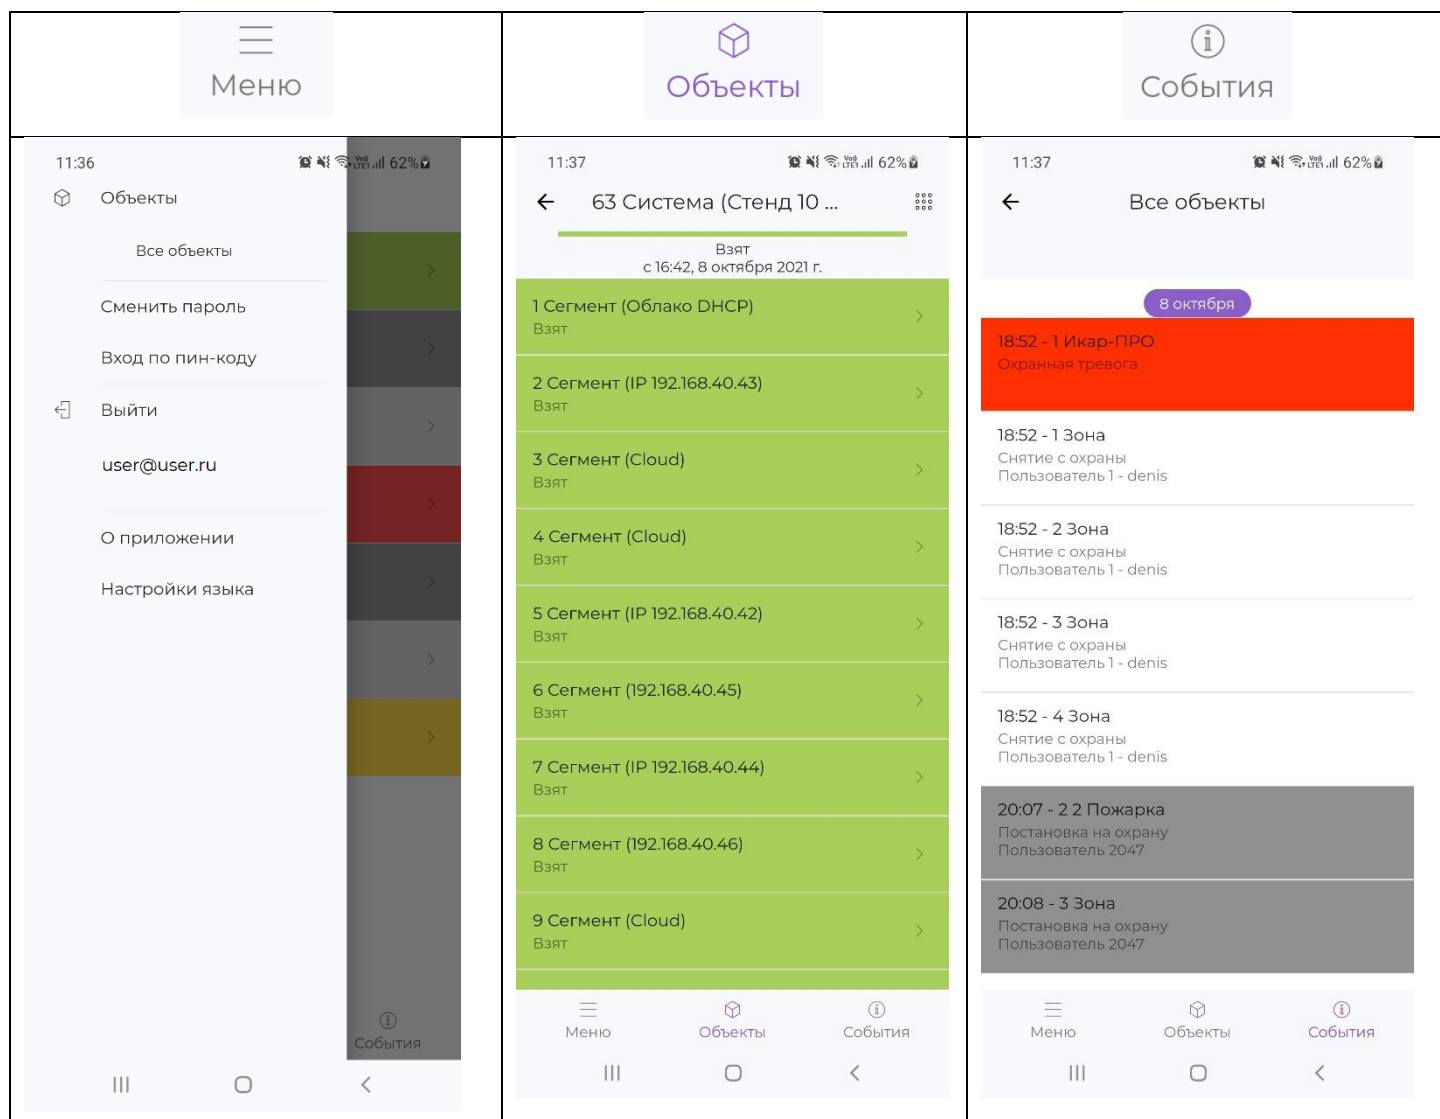 Меню
Объекты
События
11:36
62%
Объекты
Все объекты
Сменить пароль
Вход по пин-коду
Выйти
user@user.ru
О приложении
Настройки языка
События
11:37
62%
63 Система (Стенд 10 ...
Взят
с 16:42, 8 октября 2021 г.
1 Сегмент (Облако DHCP)
Взят
2 Сегмент (IP 192.168.40.43)
Взят
3 Сегмент (Cloud)
Взят
4 Сегмент (Cloud)
Взят
5 Сегмент (IP 192.168.40.42)
Взят
6 Сегмент (192.168.40.45)
Взят
7 Сегмент (IP 192.168.40.44)
Взят
8 Сегмент (192.168.40.46)
Взят
9 Сегмент (Cloud)
Взят
Меню
Объекты
События
11:37
62%
Все объекты
8 октября
18:52 - 1 Икар-ПРО
Охранная тревога
18:52 - 1 Зона
Снятие с охраны
Пользователь 1 - denis
18:52 - 2 Зона
Снятие с охраны
Пользователь 1 - denis
18:52 - 3 Зона
Снятие с охраны
Пользователь 1 - denis
18:52 - 4 Зона
Снятие с охраны
Пользователь 1 - denis
20:07 - 2 2 Пожарка
Постановка на охрану
Пользователь 2047
20:08 - 3 Зона
Постановка на охрану
Пользователь 2047
Меню
Объекты
События